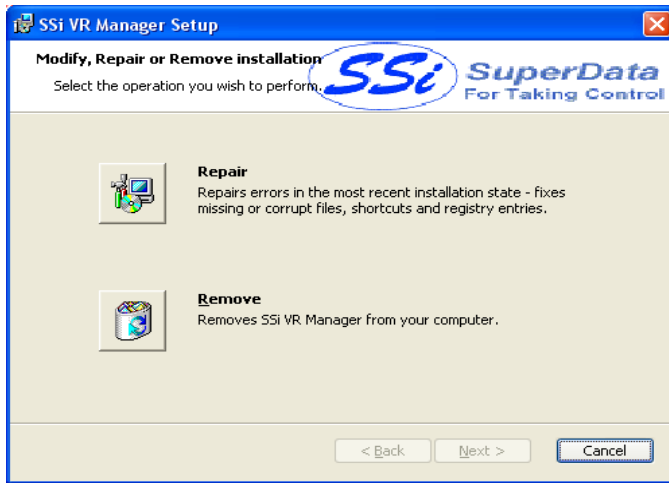 SSi VR Manager Setup
Modify, Repair or Remove installation
Select the operation you wish to perform.
SSi
SuperData
For Taking Control
Repair
Repairs errors in the most recent installation state - fixes
missing or corrupt files, shortcuts and registry entries.
Remove
Removes SSi VR Manager from your computer.
< Back
Next >
Cancel